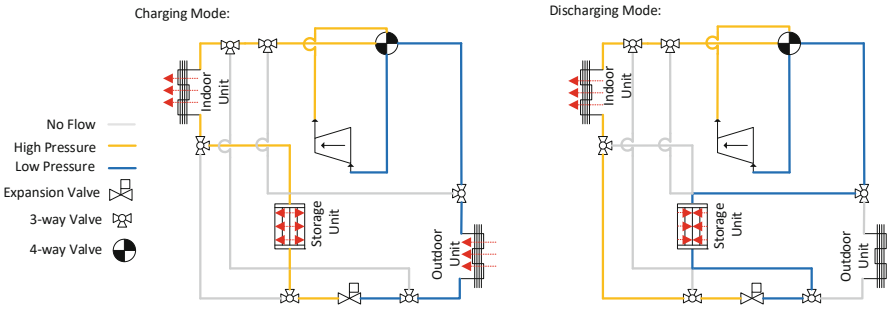 Charging Mode:
Discharging Mode:
Indoor
Unit
Indoor
Unit
No Flow
High Pressure
Low Pressure
Expansion Valve
3-way Valve
4-way Valve
Storage
Unit
Outdoor
Unit
Storage
Unit
Outdoor
Unit